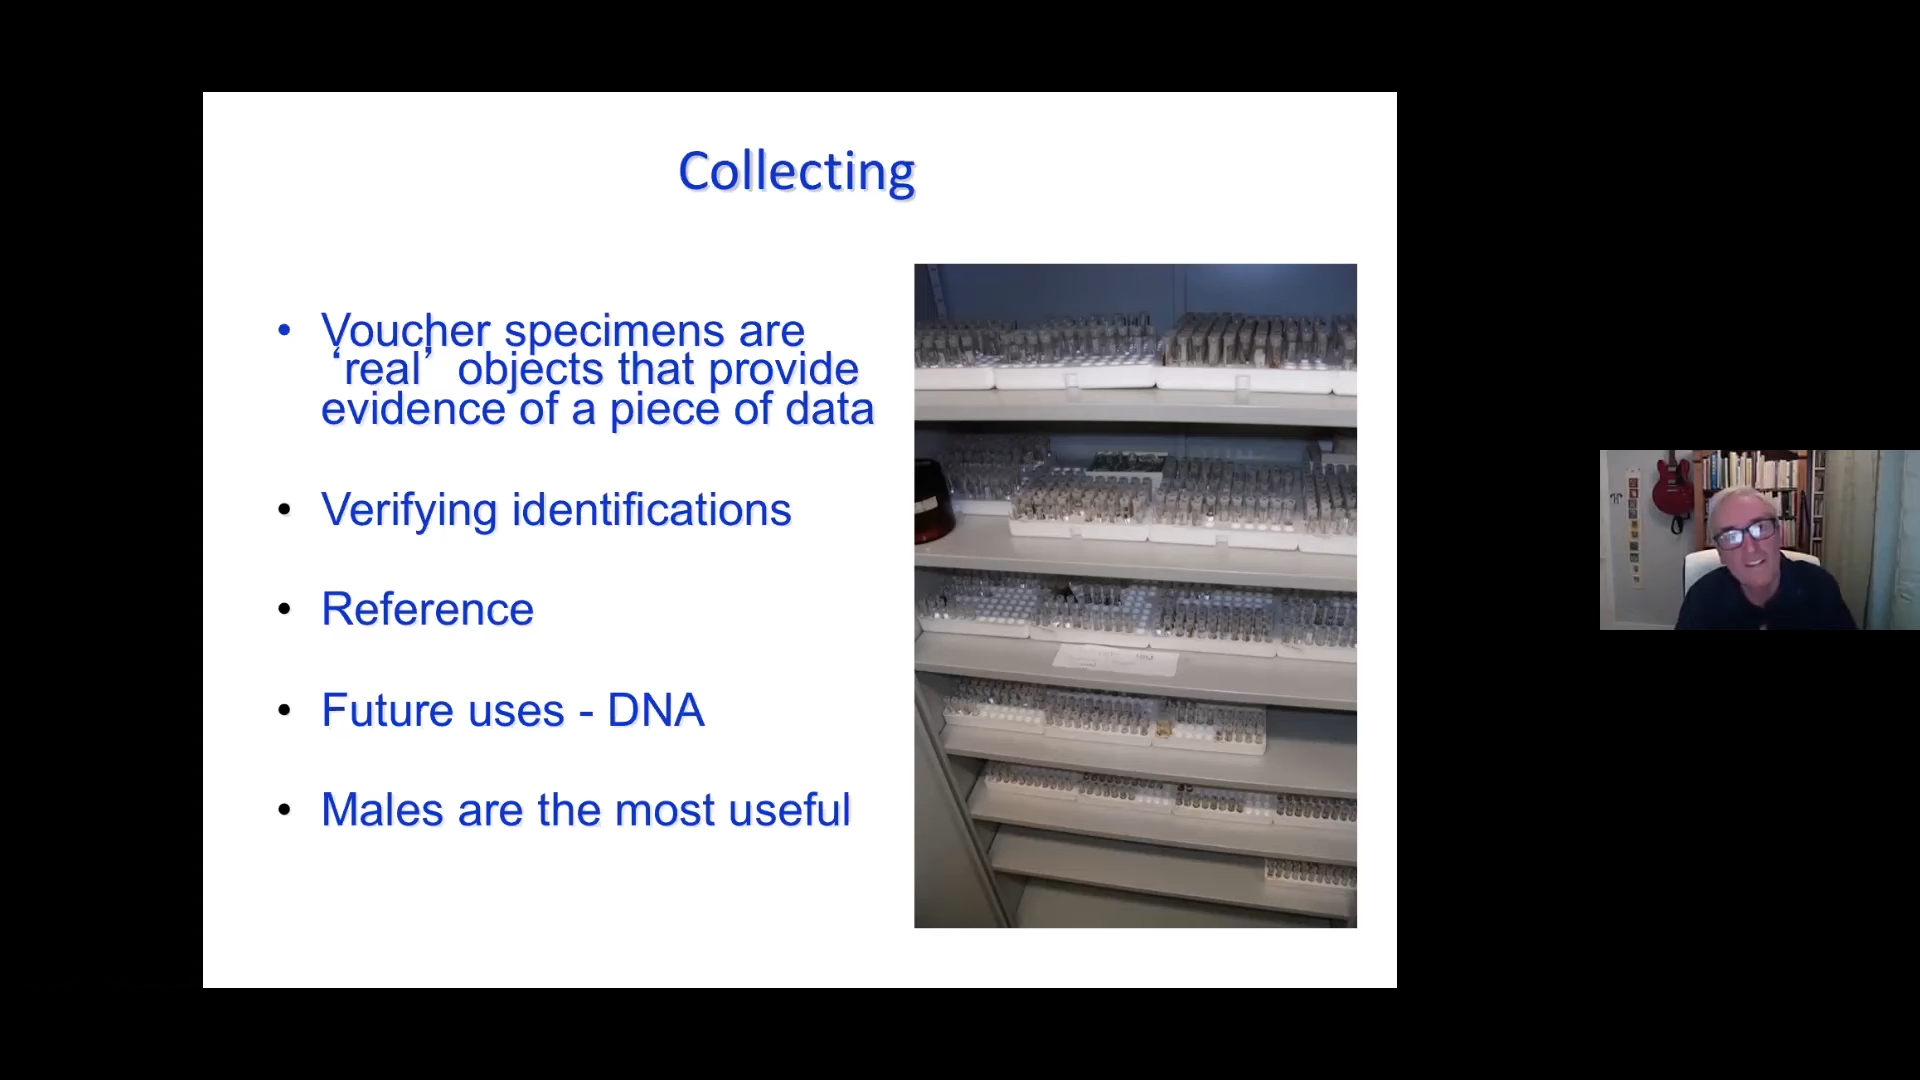 Collecting
• Voucher specimens are
‘real’ objects that provide
evidence of a piece of data
• Verifying identifications
• Reference
• Future uses - DNA
• Males are the most useful